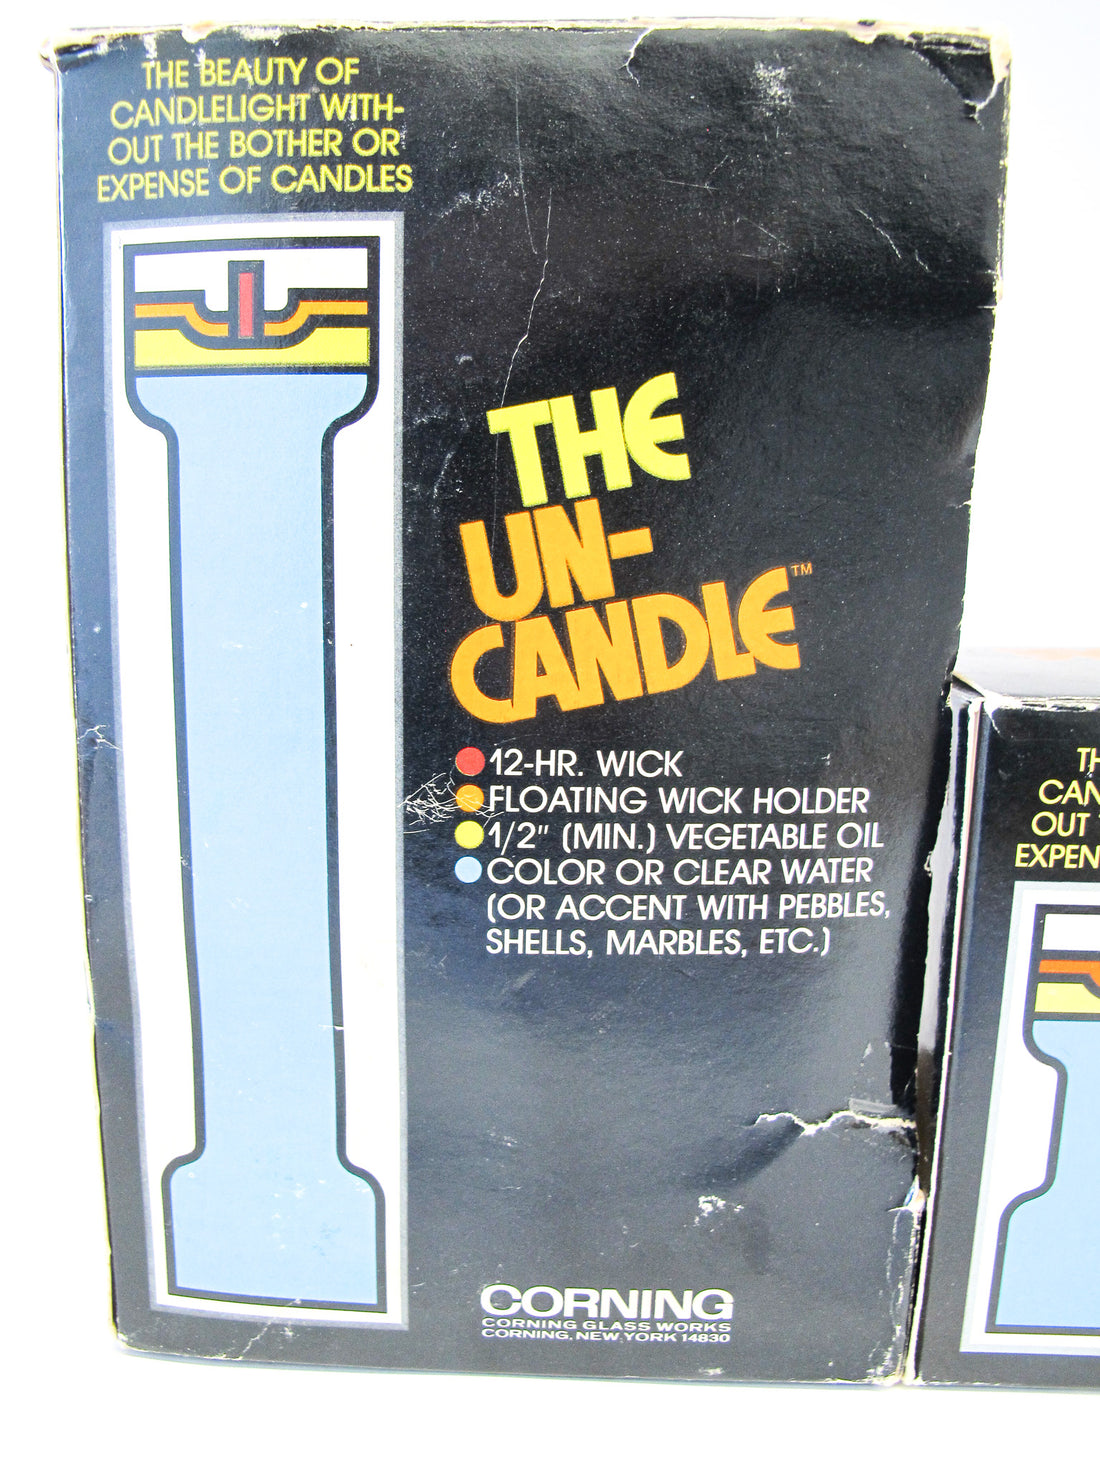 THE BEAUTY OF
CANDLELIGHT WITH-
OUT THE BOTHER OR
EXPENSE OF CANDLES
THE
UN-
CANDLE™
12-HR. WICK
FLOATING WICK HOLDER
1/2" (MIN.) VEGETABLE OIL
COLOR OR CLEAR WATER
(OR ACCENT WITH PEBBLES,
SHELLS, MARBLES, ETC.)
CORNING
CORNING GLASS WORKS
CORNING, NEW YORK 14830
OUT